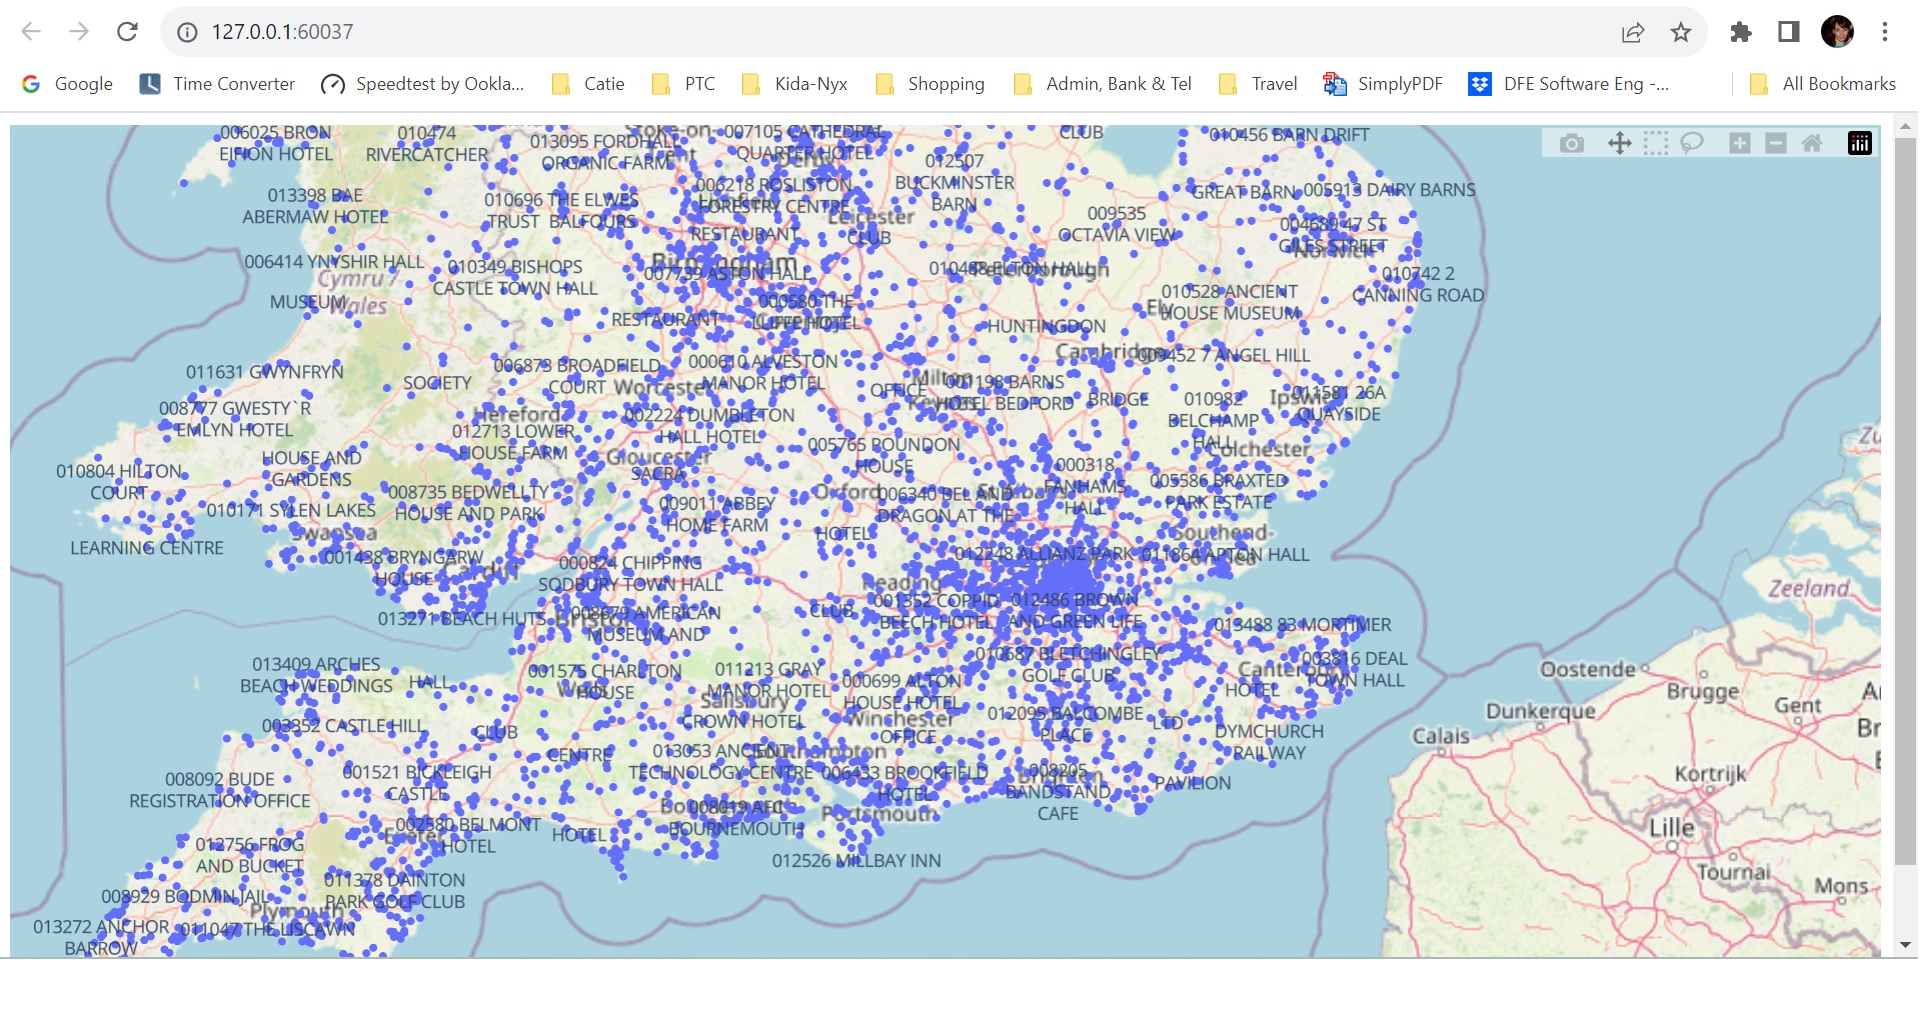 127.0.0.1:60037
Google
Time Converter
Speedtest by Ookla...
Catie
PTC
Kida-Nyx
Shopping
Admin, Bank & Tel
Travel
SimplyPDF
DFE Software Eng -...
All Bookmarks
006025 BRON
EIFION HOTEL
010474
RIVERCATCHER
013095 FORDHALL
ORGANIC FARM
Stoke-on-
007105 CATHEDRAL
QUARTER HOTEL
CLUB
010456 BARN DRIFT
012507
BUCKMINSTER
BARN
013398 BAE
ABERMAW HOTEL
010696 THE ELWES
TRUST BALFOURS
006218 ROSLISTON
FORESTRY CENTRE
GREAT BARN
005913 DAIRY BARNS
009535
OCTAVIA VIEW
Leicester
CLUB
004689 47 ST
GILES STREET
Norwich
RESTAURANT
006414 YNYSHIR HALL
Cymru /
Wales
MUSEUM
010349 BISHOPS
CASTLE TOWN HALL
Birmingham
007739 ASTON HALL
Peterborough
010742 2
CANNING ROAD
010528 ANCIENT
HOUSE MUSEUM
Ely
000580 THE
RESTAURANT
HUNTINGDON
Cambridge
009452 7 ANGEL HILL
011631 GWYNFRYN
SOCIETY
006873 BROADFIELD
COURT
Worcester
000610 ALVESTON
MANOR HOTEL
OFFICE
Milton
001198 BARNS
HOTEL BEDFORD
BRIDGE
010982
BELCHAMP
HALL
011581 26A
QUAYSIDE
008777 GWESTY`R
EMLYN HOTEL
Hereford
012713 LOWER
HOUSE FARM
002224 DUMBLETON
HALL HOTEL
005765 ROUNDON
HOUSE
Colchester
010804 HILTON
COURT
HOUSE AND
GARDENS
Gloucester
SACRA
000318
FANHAMS
HALL
005586 BRAXTED
PARK ESTATE
010171 SYLEN LAKES
008735 BEDWELLTY
HOUSE AND PARK
009011 ABBEY
HOME FARM
Oxford
006340 BEL AND
DRAGON AT THE
HOTEL
LEARNING CENTRE
Swansea
001438 BRYNGARW
HOUSE
Cardiff
000824 CHIPPING
SODBURY TOWN HALL
012248 ALLIANZ PARK
011864 APTON HALL
Southend-
Reading
Zeeland
013271 BEACH HUTS
Bristol
008679 AMERICAN
MUSEUM AND
CLUB
001352 COPPID
BEECH HOTEL
012486 BROWN
AND GREEN LIFE
013488 83 MORTIMER
013409 ARCHES
BEACH WEDDINGS
HALL
001575 CHARLTON
HOUSE
011213 GRAY
MANOR HOTEL
000699 ALTON
HOUSE HOTEL
010687 BLETCHINGLEY
GOLF CLUB
003816 DEAL
TOWN HALL
HOTEL
Oostende
Brugge
Gent
Dunkerque
Calais
Salisbury
CROWN HOTEL
Winchester
OFFICE
012095 BALCOMBE
PLACE
LTD
DYMCHURCH
RAILWAY
003352 CASTLE HILL
CLUB
CENTRE
013053 ANCIENT
TECHNOLOGY CENTRE
Southampton
006433 BROOKFIELD
HOTEL
008205
BANDSTAND
CAFE
Brighton
PAVILION
Kortrijk
008092 BUDE
REGISTRATION OFFICE
001521 BICKLEIGH
CASTLE
008019 AFC
BOURNEMOUTH
Portsmouth
Lille
002580 BELMONT
HOTEL
Exeter
HOTEL
012756 FROG
AND BUCKET
012526 MILLBAY INN
Tournai
Mons
011378 DAINTON
PARK GOLF CLUB
008929 BODMIN JAIL
Plymouth
013272 ANCHOR
BARROW
011047 THE LISCAWN